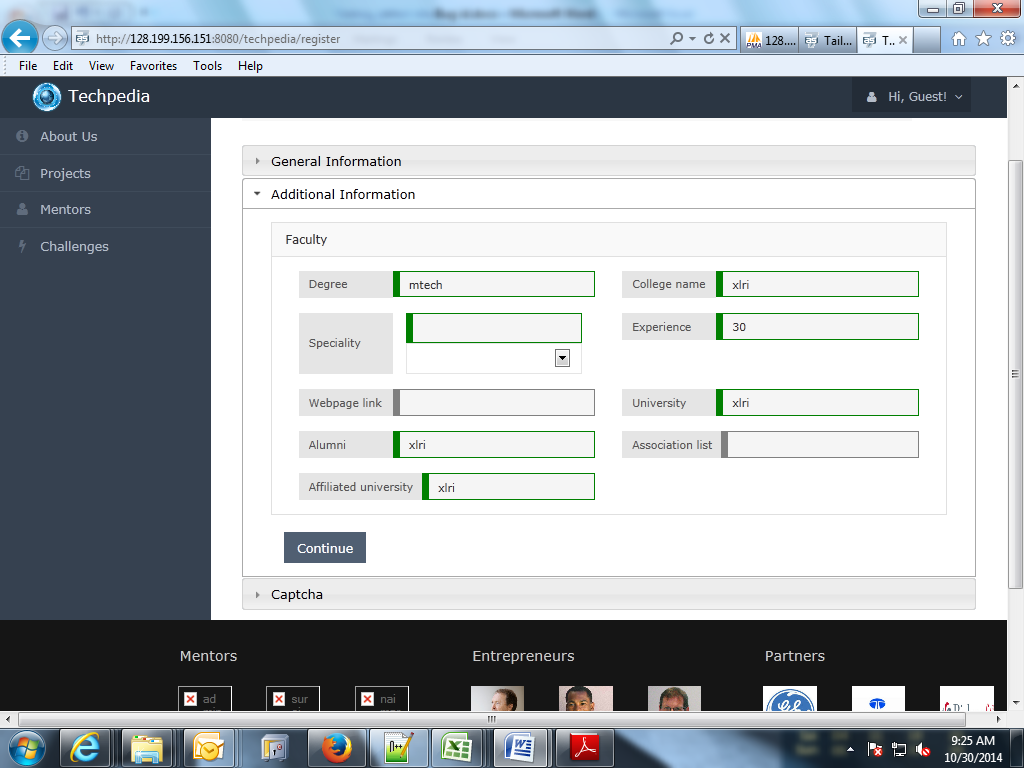 http://128.199.156.151:8080/techpedia/register
128....
Tail...
T...
File Edit View Favorites Tools Help
Techpedia
Hi, Guest!
About Us
Projects
Mentors
Challenges
General Information
Additional Information
Faculty
Degree mtech College name xlri
Speciality Experience 30
Webpage link University xlri
Alumni xlri Association list
Affiliated university xlri
Continue
Captcha
Mentors Entrepreneurs Partners
ad sur nai
9:25 AM
10/30/2014